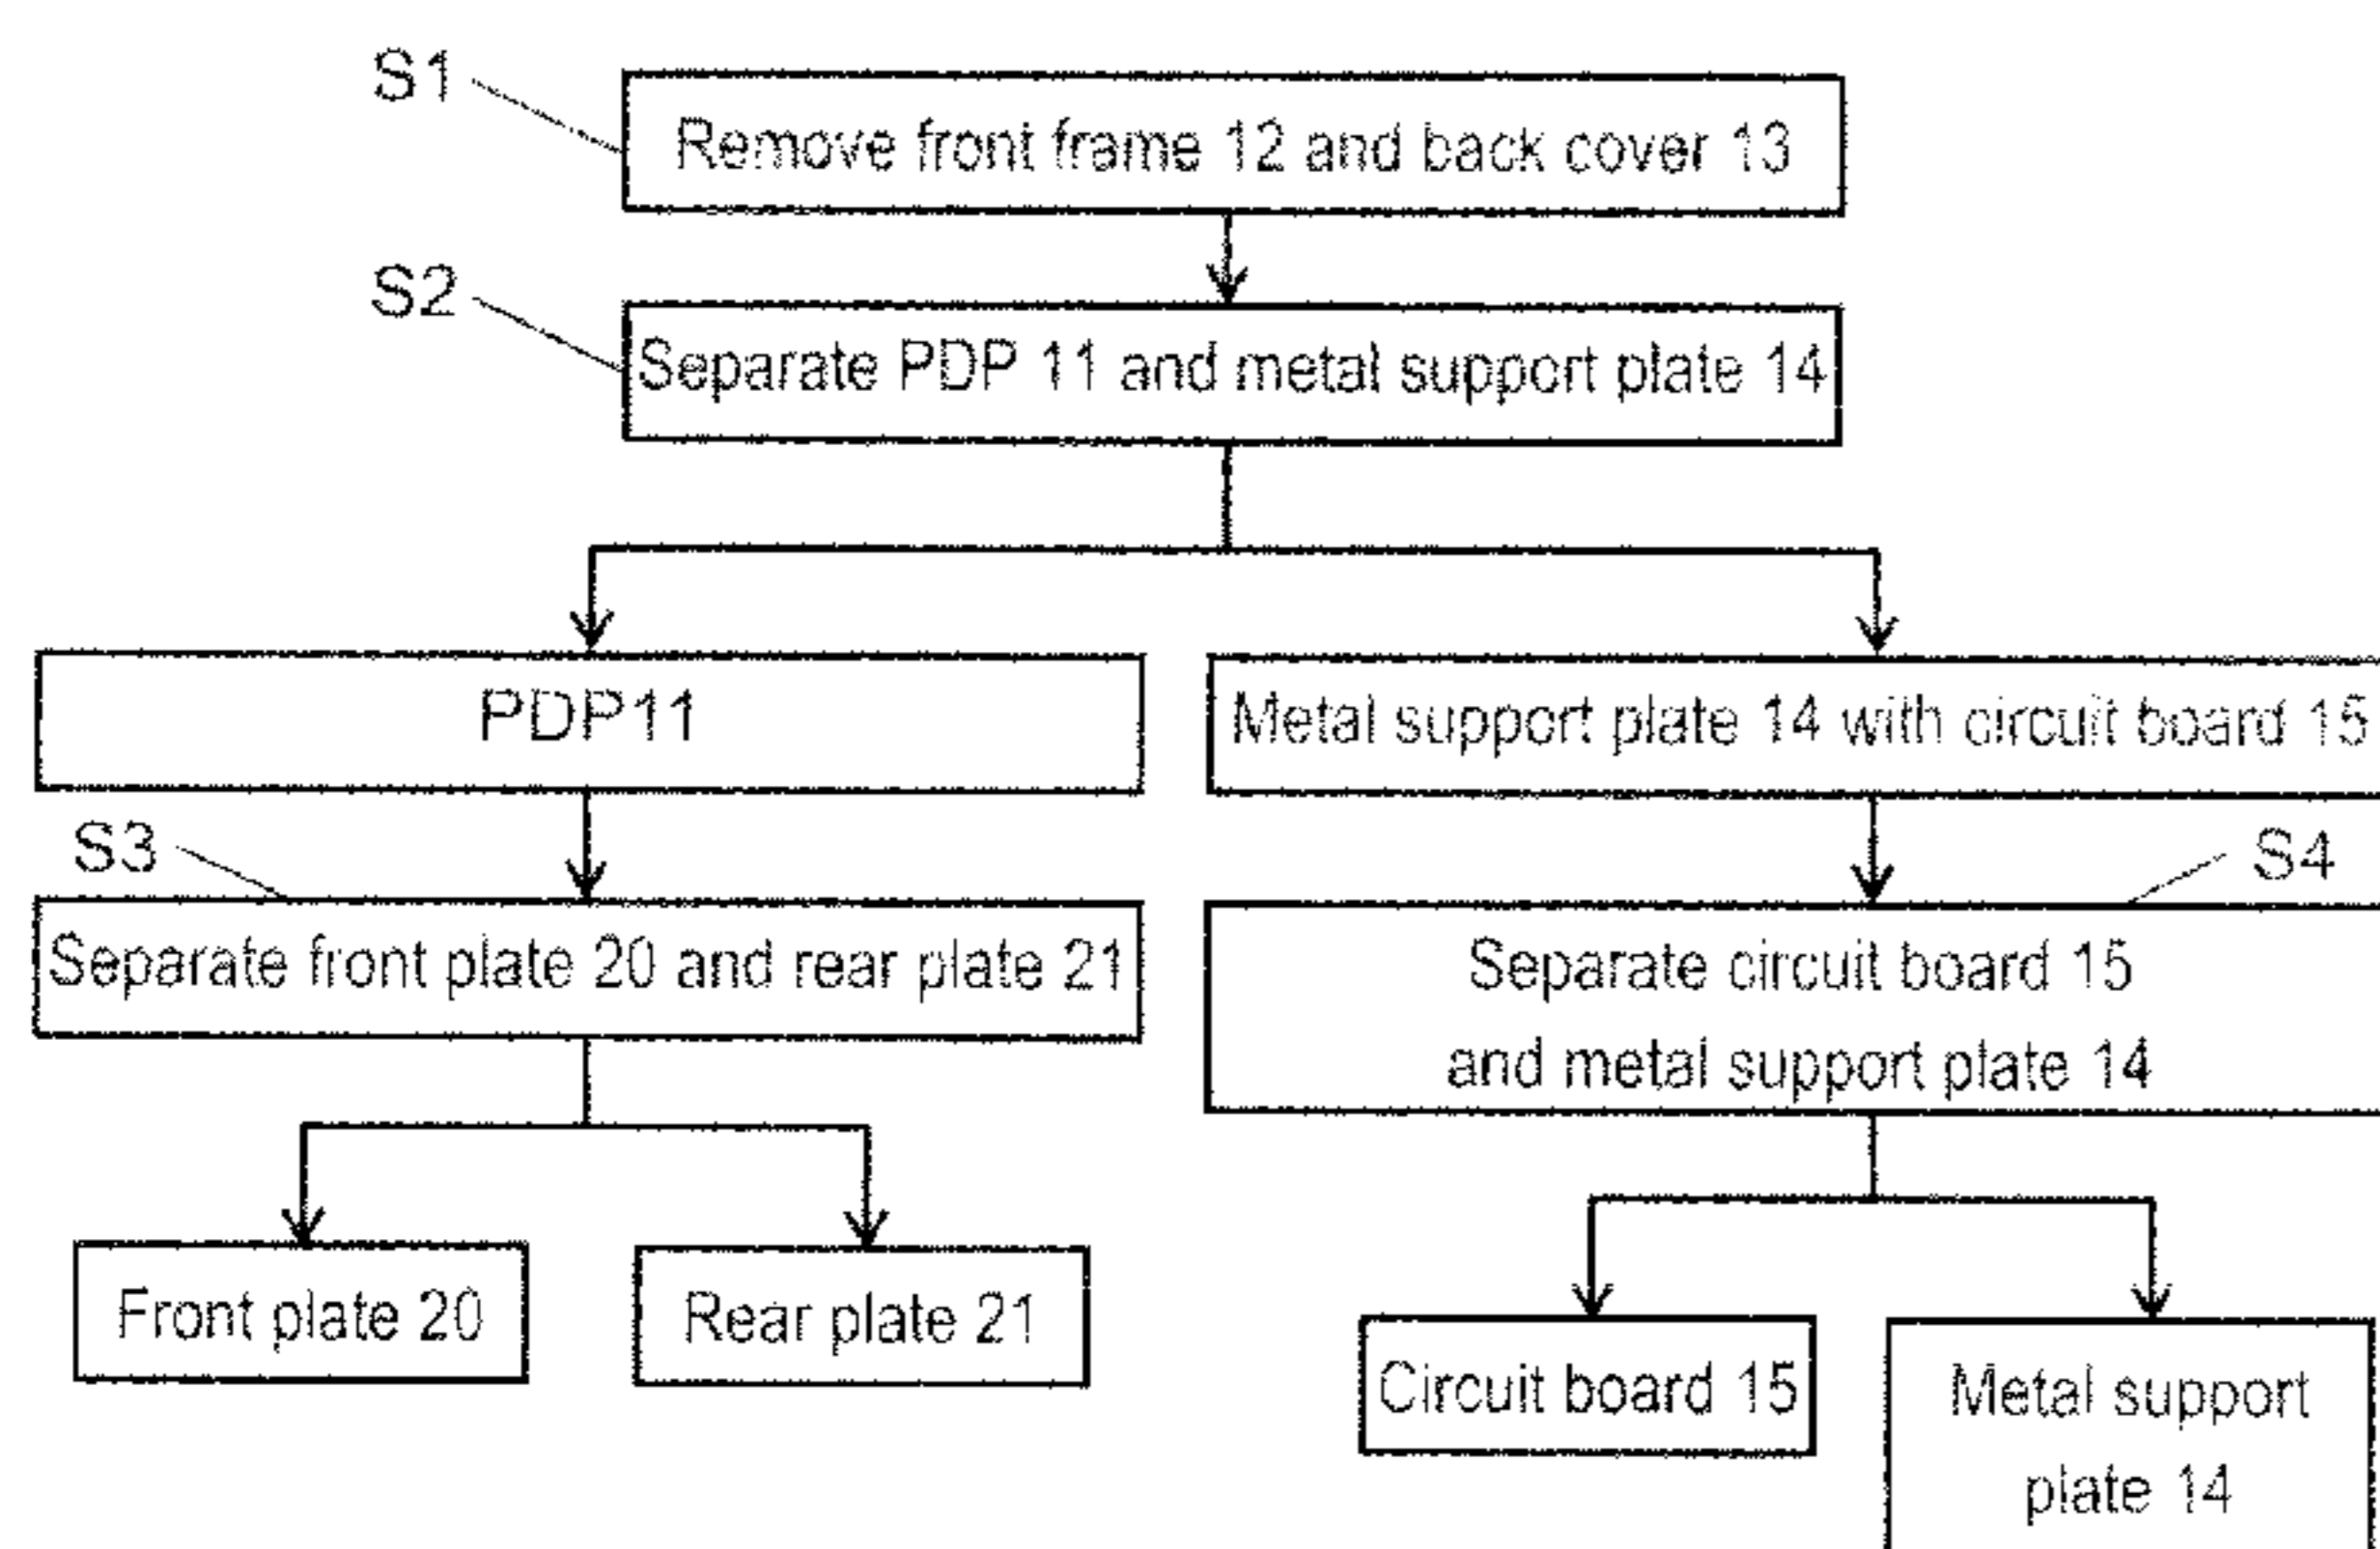 S1
Remove front frame 12 and back cover 13
S2
Separate PDP 11 and metal support plate 14
PDP11
Metal support plate 14 with circuit board 15
S3
S4
Separate front plate 20 and rear plate 21
Separate circuit board 15
and metal support plate 14
Front plate 20
Rear plate 21
Circuit board 15
Metal support
plate 14